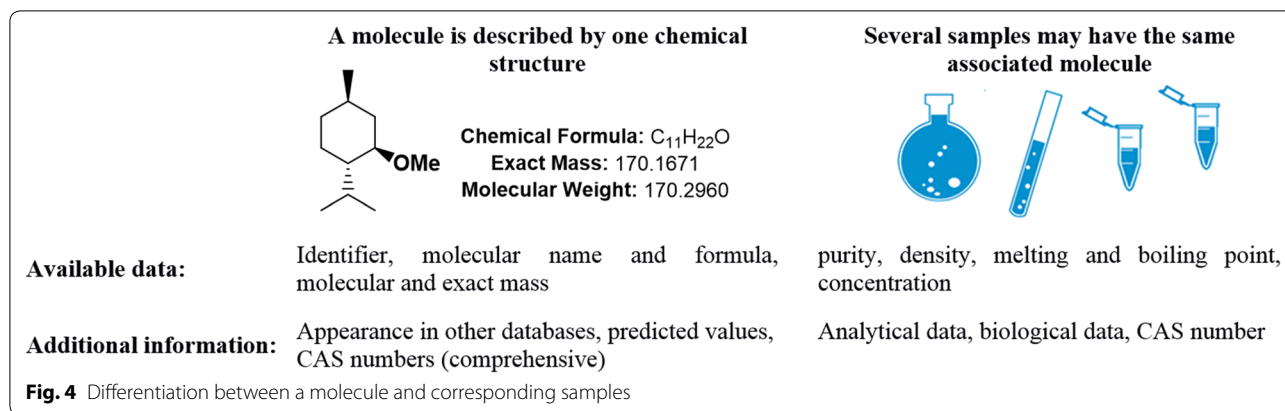 A molecule is described by one chemical
structure
Several samples may have the same
associated molecule
OMe
Chemical Formula: C₁₁H₂₂O
Exact Mass: 170.1671
Molecular Weight: 170.2960
Available data:
Identifier, molecular name and formula,
molecular and exact mass
purity, density, melting and boiling point,
concentration
Additional information:
Appearance in other databases, predicted values,
CAS numbers (comprehensive)
Analytical data, biological data, CAS number
Fig. 4 Differentiation between a molecule and corresponding samples